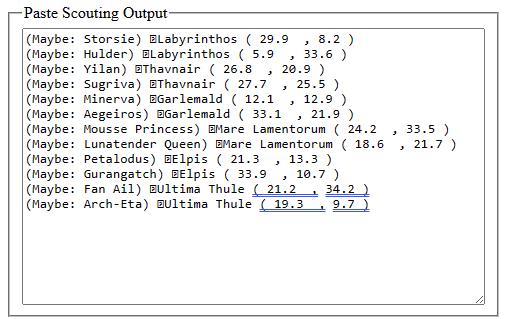 Paste Scouting Output
(Maybe: Storsie) Labyrinthos ( 29.9  , 8.2 )
(Maybe: Hulder) Labyrinthos ( 5.9  , 33.6 )
(Maybe: Yilan) Thavnair ( 26.8  , 20.9 )
(Maybe: Sugriva) Thavnair ( 27.7  , 25.5 )
(Maybe: Minerva) Garlemald ( 12.1  , 12.9 )
(Maybe: Aegeiros) Garlemald ( 33.1  , 21.9 )
(Maybe: Mousse Princess) Mare Lamentorum ( 24.2  , 33.5 )
(Maybe: Lunatender Queen) Mare Lamentorum ( 18.6  , 21.7 )
(Maybe: Petalodus) Elpis ( 21.3  , 13.3 )
(Maybe: Gurangatch) Elpis ( 33.9  , 10.7 )
(Maybe: Fan Ail) Ultima Thule ( 21.2  , 34.2 )
(Maybe: Arch-Eta) Ultima Thule ( 19.3  , 9.7 )